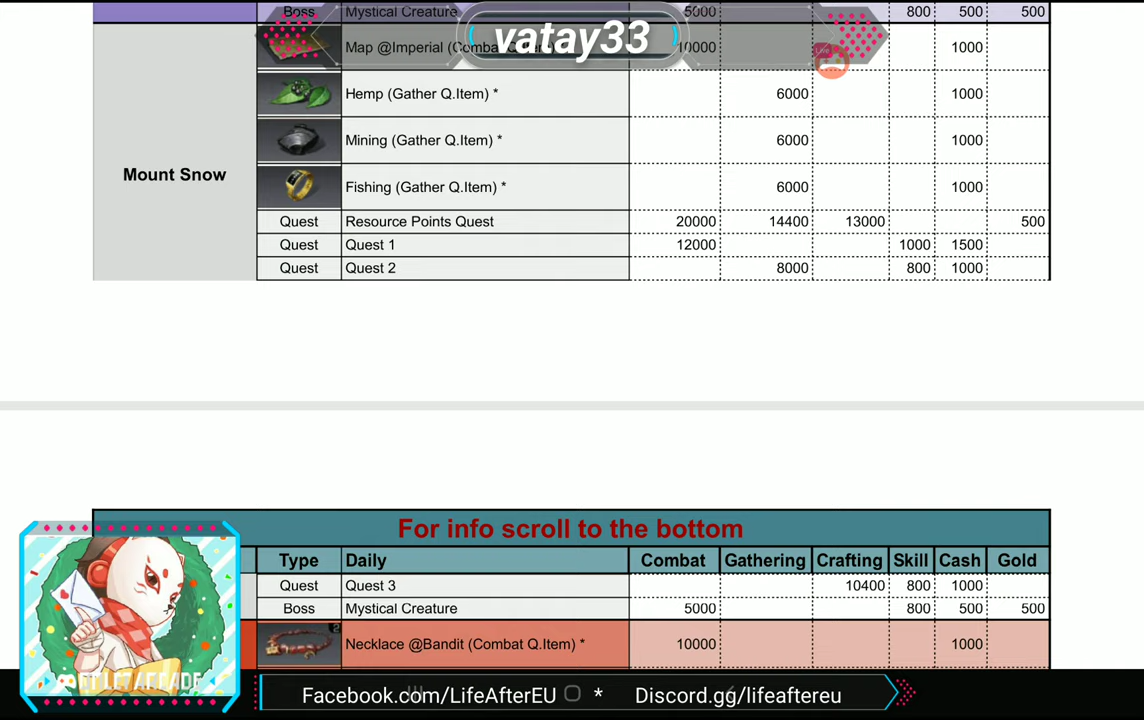 Boss Mystical Creature 5000 800 500 500
vatay33
Map @Imperial (Combat 10000 1000
Hemp (Gather Q.Item) * 6000 1000
Mining (Gather Q.Item) * 6000 1000
Mount Snow
Fishing (Gather Q.Item) * 6000 1000
Quest Resource Points Quest 20000 14400 13000 500
Quest Quest 1 12000 1000 1500
Quest Quest 2 8000 800 1000
For info scroll to the bottom
Type Daily Combat Gathering Crafting Skill Cash Gold
Quest Quest 3 10400 800 1000
Boss Mystical Creature 5000 800 500 500
Necklace @Bandit (Combat Q.Item) * 10000 1000
Facebook.com/LifeAfterEU * Discord.gg/lifeaftereu